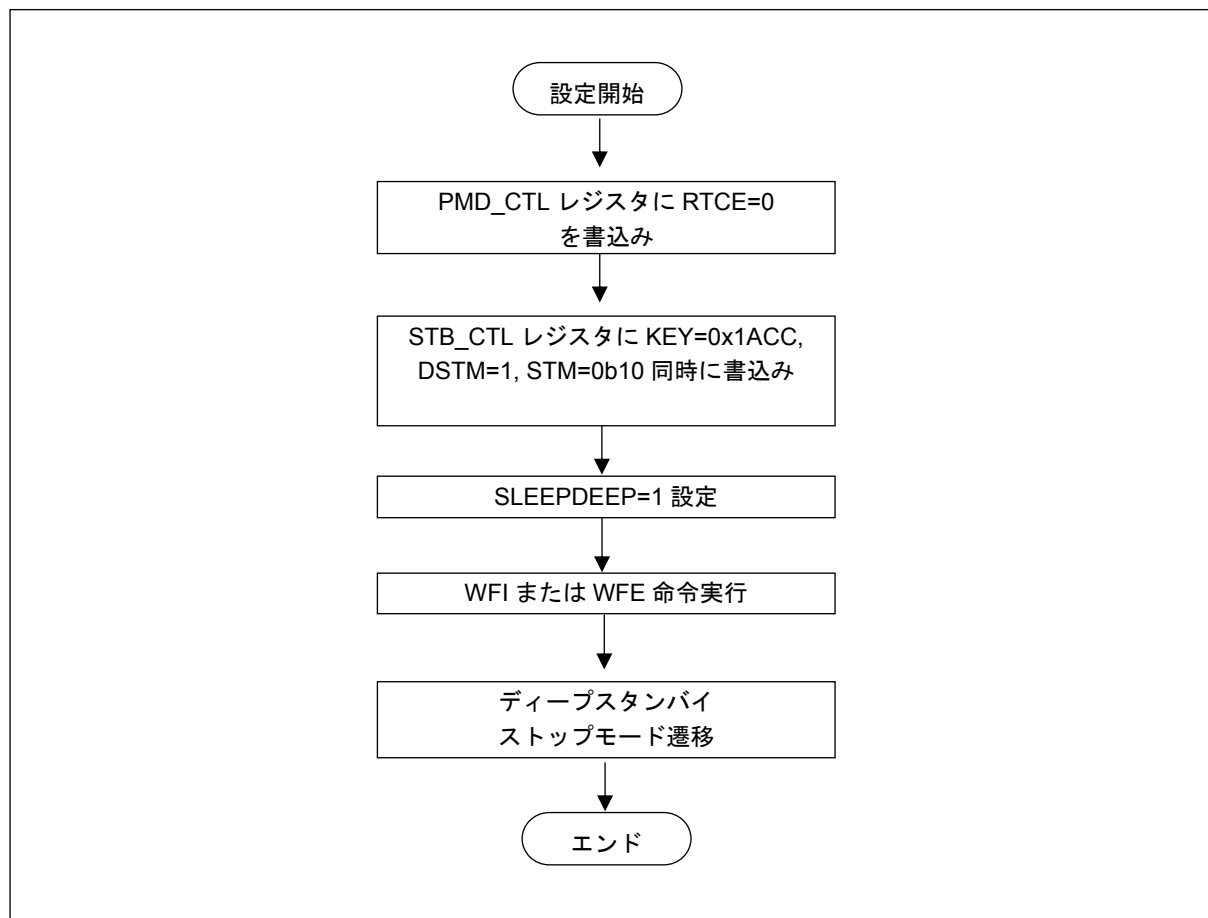 設定開始
PMD_CTL レジスタに RTCE=0
を書込み
STB_CTL レジスタに KEY=0x1ACC,
DSTM=1, STM=0b10 同時に書込み
SLEEPDEEP=1 設定
WFI または WFE 命令実行
ディープスタンバイ
ストップモード遷移
エンド